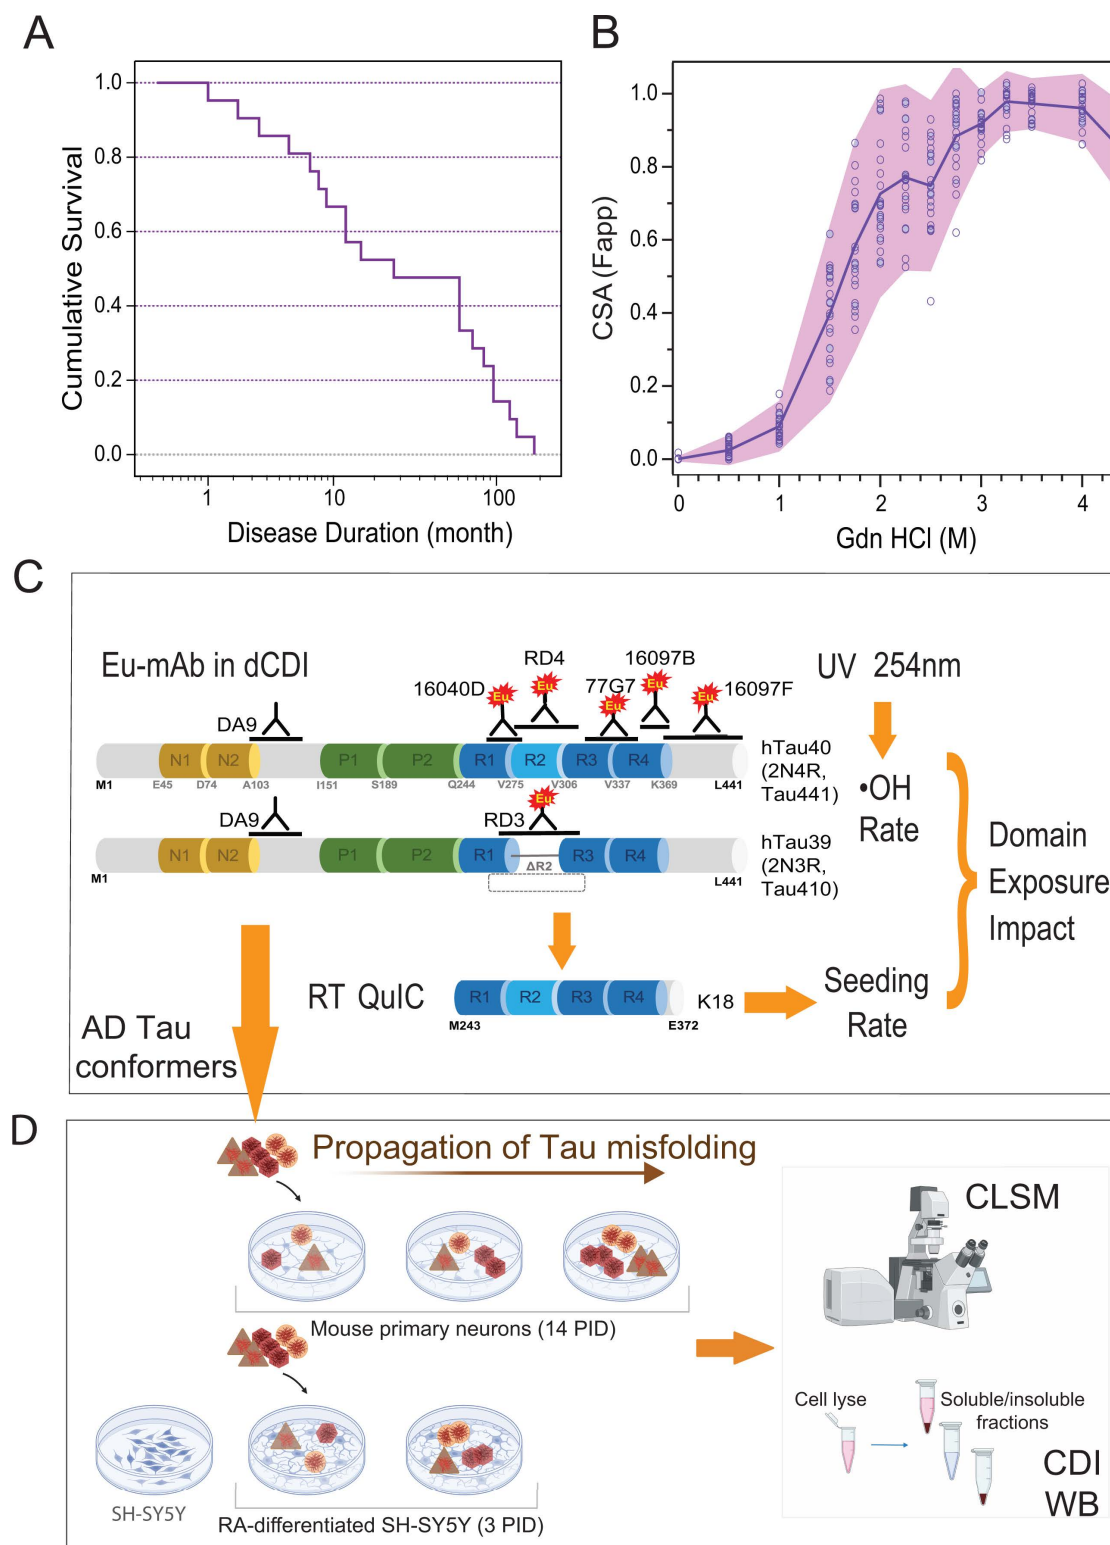 A
1.0
0.8
0.6
0.4
0.2
0.0
Cumulative Survival
1
10
100
Disease Duration (month)
B
1.0
0.8
0.6
0.4
0.2
0.0
CSA (Fapp)
0
1
2
3
4
Gdn HCl (M)
C
Eu-mAb in dCDI
RD4
16097B
UV 254nm
16040D
Eu
Eu
77G7
Eu
Eu
Eu
16097F
DA9
N1
N2
P1
P2
R1
R2
R3
R4
hTau40
(2N4R,
Tau441)
M1
E45
D74
A103
I151
S189
Q244
V275
V306
V337
K369
L441
•OH
Rate
DA9
RD3
Eu
N1
N2
P1
P2
R1
ΔR2
R3
R4
hTau39
(2N3R,
Tau410)
M1
L441
Domain
Exposure
Impact
RT QuIC
R1
R2
R3
R4
K18
M243
E372
Seeding
Rate
AD Tau
conformers
D
Propagation of Tau misfolding
CLSM
Mouse primary neurons (14 PID)
Cell lyse
Soluble/insoluble
fractions
CDI
WB
SH-SY5Y
RA-differentiated SH-SY5Y (3 PID)